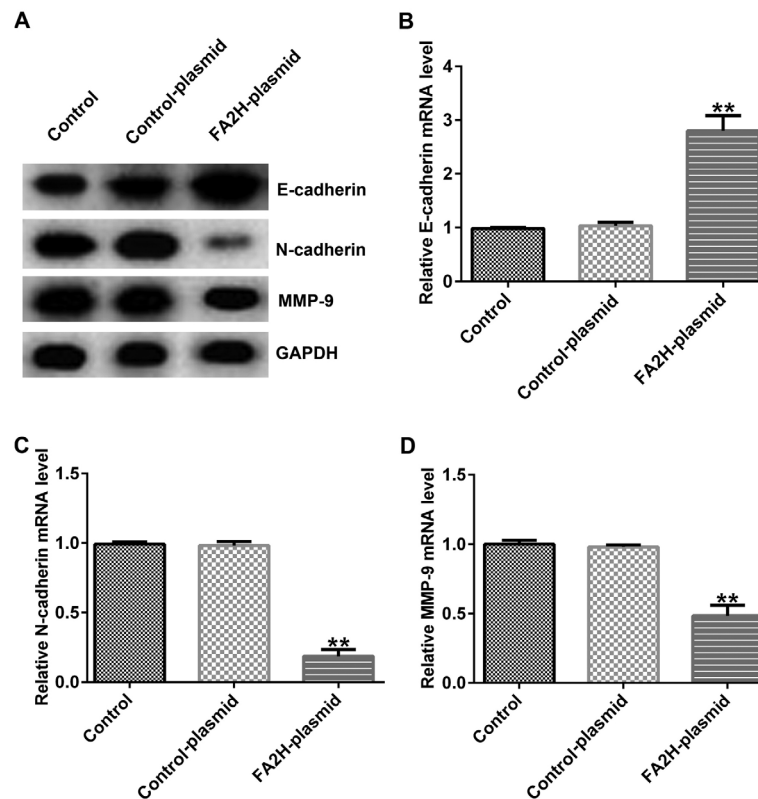 A
Control
Control-plasmid
FA2H-plasmid
E-cadherin
N-cadherin
MMP-9
GAPDH
B
Relative E-cadherin mRNA level
4
3
2
1
0
**
Control
Control-plasmid
FA2H-plasmid
C
Relative N-cadherin mRNA level
1.5
1.0
0.5
0.0
**
Control
Control-plasmid
FA2H-plasmid
D
Relative MMP-9 mRNA level
1.5
1.0
0.5
0.0
**
Control
Control-plasmid
FA2H-plasmid